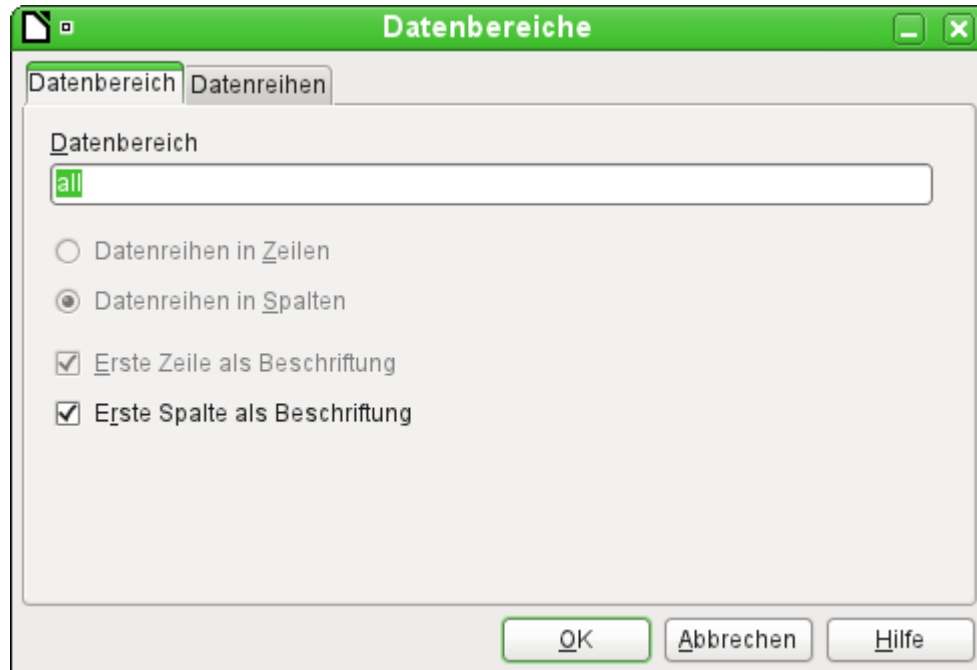 Datenbereiche
Datenbereich Datenreihen
Datenbereich
all
Datenreihen in Zeilen
Datenreihen in Spalten
Erste Zeile als Beschriftung
Erste Spalte als Beschriftung
OK Abbrechen Hilfe